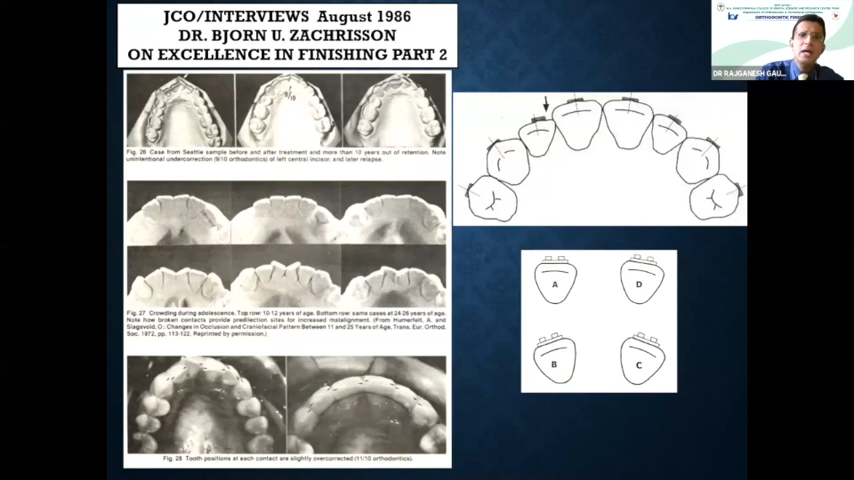 JCO/INTERVIEWS August 1986
DR. BJORN U. ZACHRISSON
ON EXCELLENCE IN FINISHING PART 2
9/10
Fig. 26 Case from Seattle sample before and after treatment and more than 10 years out of retention. Note
unintentional undercorrection (9/10 orthodontics) of left central incisor, and later relapse.
Fig. 27 Crowding during adolescence. Top row: 10-12 years of age. Bottom row: same cases at 24-26 years of age.
Note how broken contacts provide predilection sites for increased malalignment. (From Humerfelt, A. and
Slagsvold, O.: Changes in Occlusion and Craniofacial Pattern Between 11 and 25 Years of Age, Trans. Eur. Orthod.
Soc. 1972, pp. 113-122. Reprinted by permission.)
Fig. 28 Tooth positions at each contact are slightly overcorrected (11/10 orthodontics).
A
D
B
C
ORTHODONTIC FINIS
DR RAJGANESH GAU...